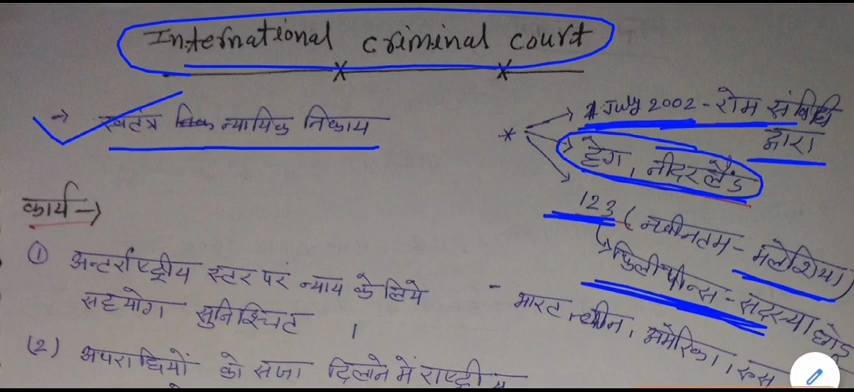 International criminal court
→ स्वतंत्र न्यायिक निकाय
* → 1 July 2002 - रोम संविधि द्वारा
→ हेग, नीदरलैंड
→ 123 (नवीनतम - मलेशिया)
↳ फिलीपीन्स - सदस्यता छोड़
कार्य →
① अन्तर्राष्ट्रीय स्तर पर न्याय के लिये
सहयोग सुनिश्चित ।
- भारत, चीन, अमेरिका, रूस
(2) अपराधियों को सजा दिलाने में राष्ट्रीय